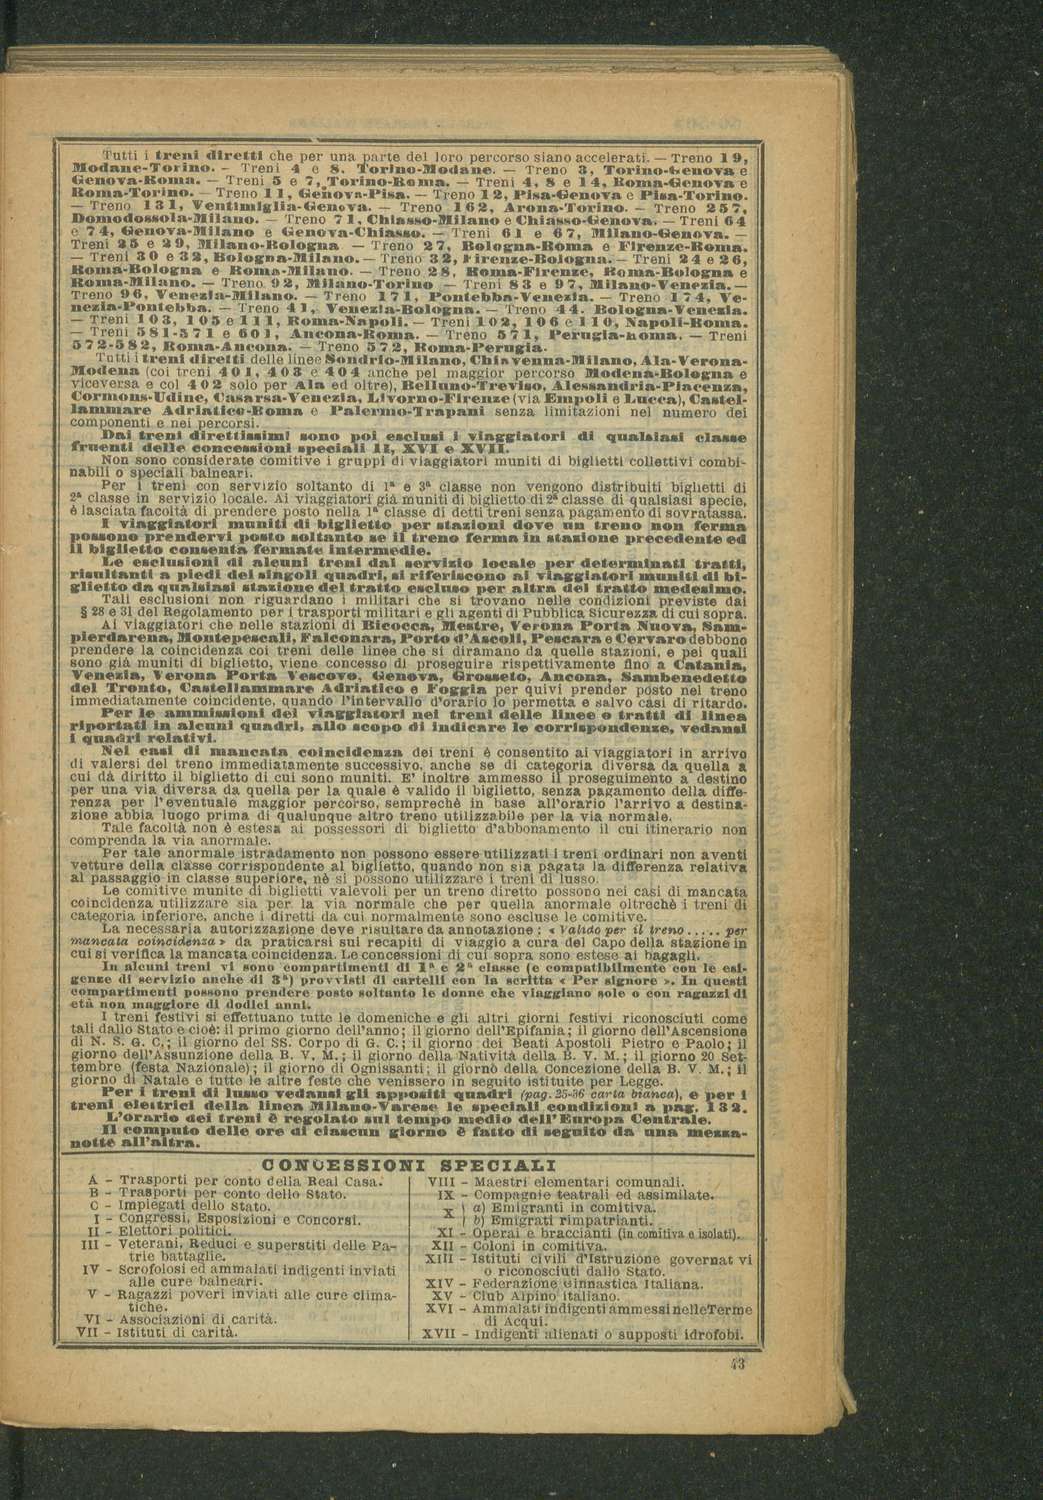 Tutti i treni diretti che per una parte del loro percorso siano accelerati. — Treno 19,
Modane-Torino. — Treni 4 e 8. Torino-Modane. — Treno 3, Torino-Genova e
Genova-Roma. — Treni 5 e 7, Torino-Roma. — Treni 4, 8 e 14, Roma-Genova e
Roma-Torino. — Treno 11, Genova-Pisa. — Treno 12, Pisa-Genova e Pisa-Torino.
— Treno 131, Ventimiglia-Genova. — Treno 162, Arona-Torino. — Treno 257,
Domodossola-Milano. — Treno 71, Chiasso-Milano e Chiasso-Genova. — Treni 64
e 74, Genova-Milano e Genova-Chiasso. — Treni 61 e 67, Milano-Genova. —
Treni 25 e 29, Milano-Bologna — Treno 27, Bologna-Roma e Firenze-Roma.
— Treni 30 e 32, Bologna-Milano. — Treno 32, Firenze-Bologna. — Treni 24 e 26,
Roma-Bologna e Roma-Milano. — Treno 28, Roma-Firenze, Roma-Bologna e
Roma-Milano. — Treno 92, Milano-Torino — Treni 83 e 97, Milano-Venezia. —
Treno 96, Venezia-Milano. — Treno 171, Pontebba-Venezia. — Treno 174, Ve-
nezia-Pontebba. — Treno 41, Venezia-Bologna. — Treno 44. Bologna-Venezia.
— Treni 103, 105 e 111, Roma-Napoli. — Treni 102, 106 e 110, Napoli-Roma.
— Treni 581-571 e 601, Ancona-Roma. — Treno 571, Perugia-Roma. — Treni
572-582, Roma-Ancona. — Treno 572, Roma-Perugia.
Tutti i treni diretti delle linee Sondrio-Milano, Chiavenna-Milano, Ala-Verona-
Modena (coi treni 401, 403 e 404 anche pel maggior percorso Modena-Bologna e
viceversa e col 402 solo per Ala ed oltre), Belluno-Treviso, Alessandria-Piacenza,
Cormons-Udine, Casarsa-Venezia, Livorno-Firenze (via Empoli e Lucca), Castel-
lammare Adriatico-Roma e Palermo-Trapani senza limitazioni nel numero dei
componenti e nei percorsi.
Dai treni direttissimi sono poi esclusi i viaggiatori di qualsiasi classe
fruenti delle concessioni speciali II, XVI e XVII.
Non sono considerate comitive i gruppi di viaggiatori muniti di biglietti collettivi combi-
nabili o speciali balneari.
Per i treni con servizio soltanto di 1ª e 3ª classe non vengono distribuiti biglietti di
2ª classe in servizio locale. Ai viaggiatori già muniti di biglietto di 2ª classe di qualsiasi specie,
è lasciata facoltà di prendere posto nella 1ª classe di detti treni senza pagamento di sovratassa.
I viaggiatori muniti di biglietto per stazioni dove un treno non ferma
possono prendervi posto soltanto se il treno ferma in stazione precedente ed
il biglietto consenta fermate intermedie.
Le esclusioni di alcuni treni dal servizio locale per determinati tratti,
risultanti a piedi dei singoli quadri, si riferiscono ai viaggiatori muniti di bi-
glietto da qualsiasi stazione del tratto escluso per altra del tratto medesimo.
Tali esclusioni non riguardano i militari che si trovano nelle condizioni previste dai
§ 28 e 31 del Regolamento per i trasporti militari e gli agenti di Pubblica Sicurezza di cui sopra.
Ai viaggiatori che nelle stazioni di Bicocca, Mestre, Verona Porta Nuova, Sam-
pierdarena, Montepescali, Falconara, Porto d'Ascoli, Pescara e Cervaro debbono
prendere la coincidenza coi treni delle linee che si diramano da quelle stazioni, e pei quali
sono già muniti di biglietto, viene concesso di proseguire rispettivamente fino a Catania,
Venezia, Verona Porta Vescovo, Genova, Grosseto, Ancona, Sambenedetto
del Tronto, Castellammare Adriatico e Foggia per quivi prender posto nel treno
immediatamente coincidente, quando l'intervallo d'orario lo permetta e salvo casi di ritardo.
Per le ammissioni dei viaggiatori nei treni delle linee o tratti di linea
riportati in alcuni quadri, allo scopo di indicare le corrispondenze, vedansi
i quadri relativi.
Nei casi di mancata coincidenza dei treni è consentito ai viaggiatori in arrivo
di valersi del treno immediatamente successivo, anche se di categoria diversa da quella a
cui dà diritto il biglietto di cui sono muniti. E' inoltre ammesso il proseguimento a destino
per una via diversa da quella per la quale è valido il biglietto, senza pagamento della diffe-
renza per l'eventuale maggior percorso, semprechè in base all'orario l'arrivo a destina-
zione abbia luogo prima di qualunque altro treno utilizzabile per la via normale.
Tale facoltà non è estesa ai possessori di biglietto d'abbonamento il cui itinerario non
comprenda la via anormale.
Per tale anormale istradamento non possono essere utilizzati i treni ordinari non aventi
vetture della classe corrispondente al biglietto, quando non sia pagata la differenza relativa
al passaggio in classe superiore, nè si possono utilizzare i treni di lusso.
Le comitive munite di biglietti valevoli per un treno diretto possono nei casi di mancata
coincidenza utilizzare sia per la via normale che per quella anormale oltrechè i treni di
categoria inferiore, anche i diretti da cui normalmente sono escluse le comitive.
La necessaria autorizzazione deve risultare da annotazione : « Valido per il treno ..... per
mancata coincidenza » da praticarsi sui recapiti di viaggio a cura del Capo della stazione in
cui si verifica la mancata coincidenza. Le concessioni di cui sopra sono estese ai bagagli.
In alcuni treni vi sono compartimenti di 1ª e 2ª classe (e compatibilmente con le esi-
genze di servizio anche di 3ª) provvisti di cartelli con la scritta « Per signore ». In questi
compartimenti possono prendere posto soltanto le donne che viaggiano sole o con ragazzi di
età non maggiore di dodici anni.
I treni festivi si effettuano tutte le domeniche e gli altri giorni festivi riconosciuti come
tali dallo Stato e cioè: il primo giorno dell'anno; il giorno dell'Epifania; il giorno dell'Ascensione
di N. S. G. C.; il giorno del SS. Corpo di G. C.; il giorno dei Beati Apostoli Pietro e Paolo; il
giorno dell'Assunzione della B. V. M.; il giorno della Natività della B. V. M.; il giorno 20 Set-
tembre (festa Nazionale); il giorno di Ognissanti; il giorno della Concezione della B. V. M.; il
giorno di Natale e tutte le altre feste che venissero in seguito istituite per Legge.
Per i treni di lusso vedansi gli appositi quadri (pag. 25-36 carta bianca), e per i
treni elettrici della linea Milano-Varese le speciali condizioni a pag. 132.
L'orario dei treni è regolato sul tempo medio dell'Europa Centrale.
Il computo delle ore di ciascun giorno è fatto di seguito da una mezza-
notte all'altra.
CONCESSIONI SPECIALI
A - Trasporti per conto della Real Casa.
B - Trasporti per conto dello Stato.
C - Impiegati dello Stato.
I - Congressi, Esposizioni e Concorsi.
II - Elettori politici.
III - Veterani, Reduci e superstiti delle Pa-
trie battaglie.
IV - Scrofolosi ed ammalati indigenti inviati
alle cure balneari.
V - Ragazzi poveri inviati alle cure clima-
tiche.
VI - Associazioni di carità.
VII - Istituti di carità.
VIII - Maestri elementari comunali.
IX - Compagnie teatrali ed assimilate.
X { a) Emigranti in comitiva.
{ b) Emigrati rimpatrianti.
XI - Operai e braccianti (in comitiva e isolati).
XII - Coloni in comitiva.
XIII - Istituti civili d'Istruzione governat vi
o riconosciuti dallo Stato.
XIV - Federazione Ginnastica Italiana.
XV - Club Alpino italiano.
XVI - Ammalati indigenti ammessi nelle Terme
di Acqui.
XVII - Indigenti alienati o supposti idrofobi.
43